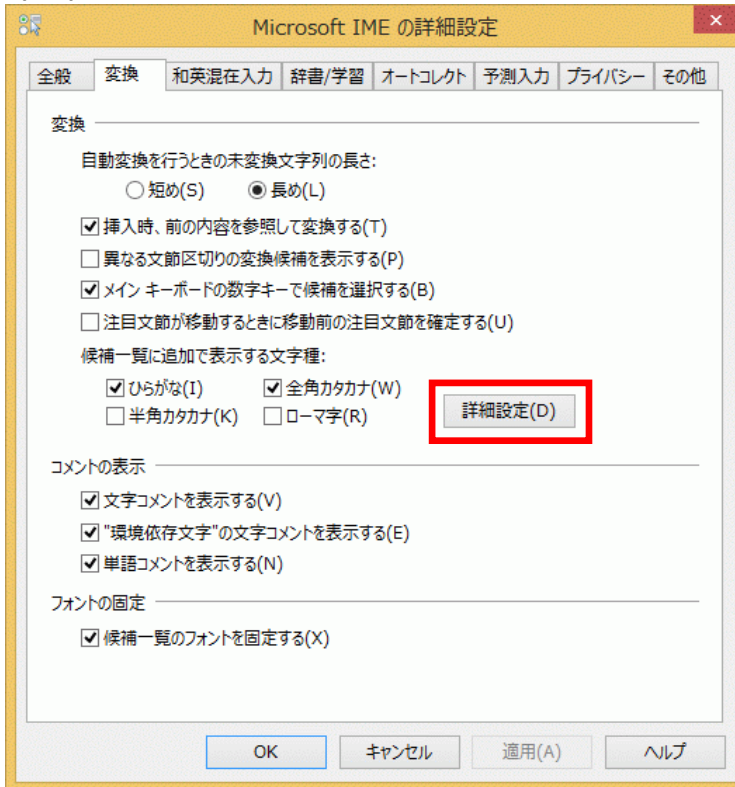 Microsoft IME の詳細設定
全般 変換 和英混在入力 辞書/学習 オートコレクト 予測入力 プライバシー その他
変換
自動変換を行うときの未変換文字列の長さ:
短め(S) 長め(L)
挿入時、前の内容を参照して変換する(T)
異なる文節区切りの変換候補を表示する(P)
メイン キーボードの数字キーで候補を選択する(B)
注目文節が移動するときに移動前の注目文節を確定する(U)
候補一覧に追加で表示する文字種:
ひらがな(I) 全角カタカナ(W)
半角カタカナ(K) ローマ字(R) 詳細設定(D)
コメントの表示
文字コメントを表示する(V)
"環境依存文字"の文字コメントを表示する(E)
単語コメントを表示する(N)
フォントの固定
候補一覧のフォントを固定する(X)
OK キャンセル 適用(A) ヘルプ